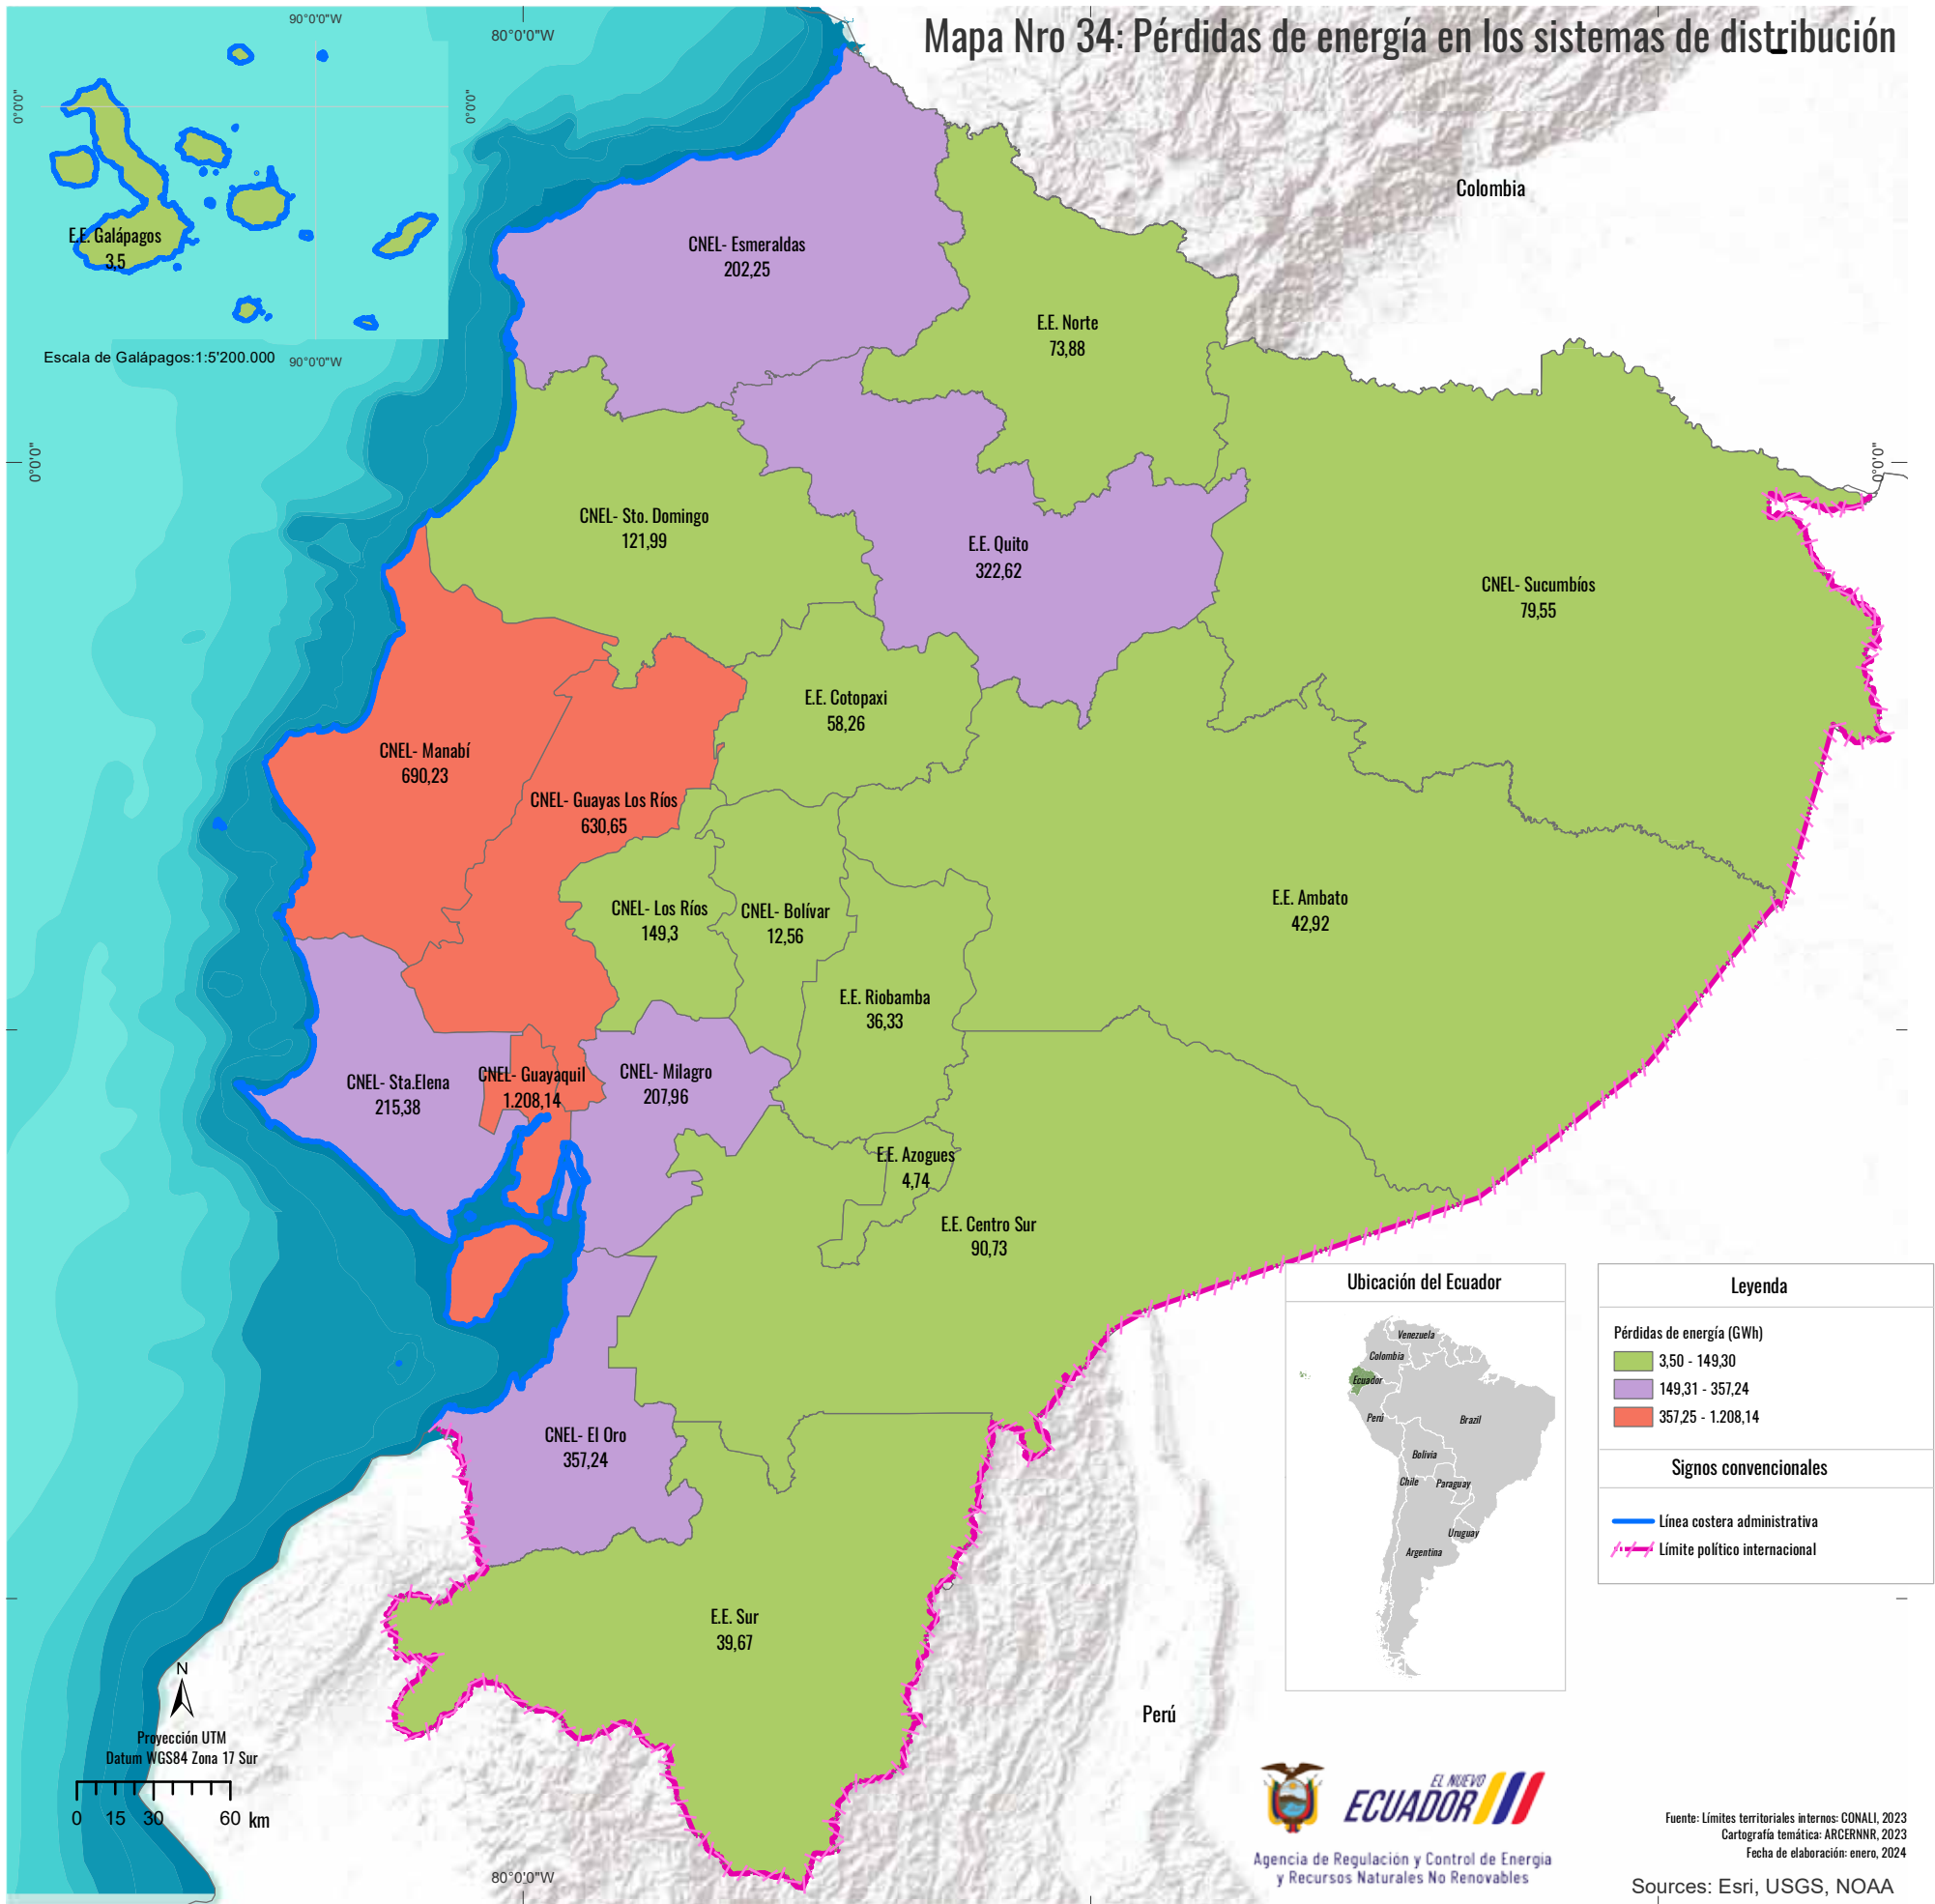 Mapa Nro 34: Pérdidas de energía en los sistemas de distribución
90°0'0"W
80°0'0"W
0°0'0"
0°0'0"
E.E. Galápagos
3,5
Escala de Galápagos:1:5'200.000
90°0'0"W
0°0'0"
0°0'0"
Colombia
CNEL- Esmeraldas
202,25
E.E. Norte
73,88
CNEL- Sto. Domingo
121,99
E.E. Quito
322,62
CNEL- Sucumbíos
79,55
E.E. Cotopaxi
58,26
CNEL- Manabí
690,23
CNEL- Guayas Los Ríos
630,65
CNEL- Los Ríos
149,3
CNEL- Bolívar
12,56
E.E. Ambato
42,92
E.E. Riobamba
36,33
CNEL- Sta.Elena
215,38
CNEL- Guayaquil
1.208,14
CNEL- Milagro
207,96
E.E. Azogues
4,74
E.E. Centro Sur
90,73
CNEL- El Oro
357,24
E.E. Sur
39,67
Perú
Ubicación del Ecuador
Venezuela
Colombia
Ecuador
Perú
Brazil
Bolivia
Chile
Paraguay
Uruguay
Argentina
Leyenda
Pérdidas de energía (GWh)
3,50 - 149,30
149,31 - 357,24
357,25 - 1.208,14
Signos convencionales
Línea costera administrativa
Límite político internacional
N
Proyección UTM
Datum WGS84 Zona 17 Sur
0 15 30 60 km
80°0'0"W
EL NUEVO
ECUADOR
Agencia de Regulación y Control de Energía
y Recursos Naturales No Renovables
Fuente: Límites territoriales internos: CONALI, 2023
Cartografía temática: ARCERNNR, 2023
Fecha de elaboración: enero, 2024
Sources: Esri, USGS, NOAA